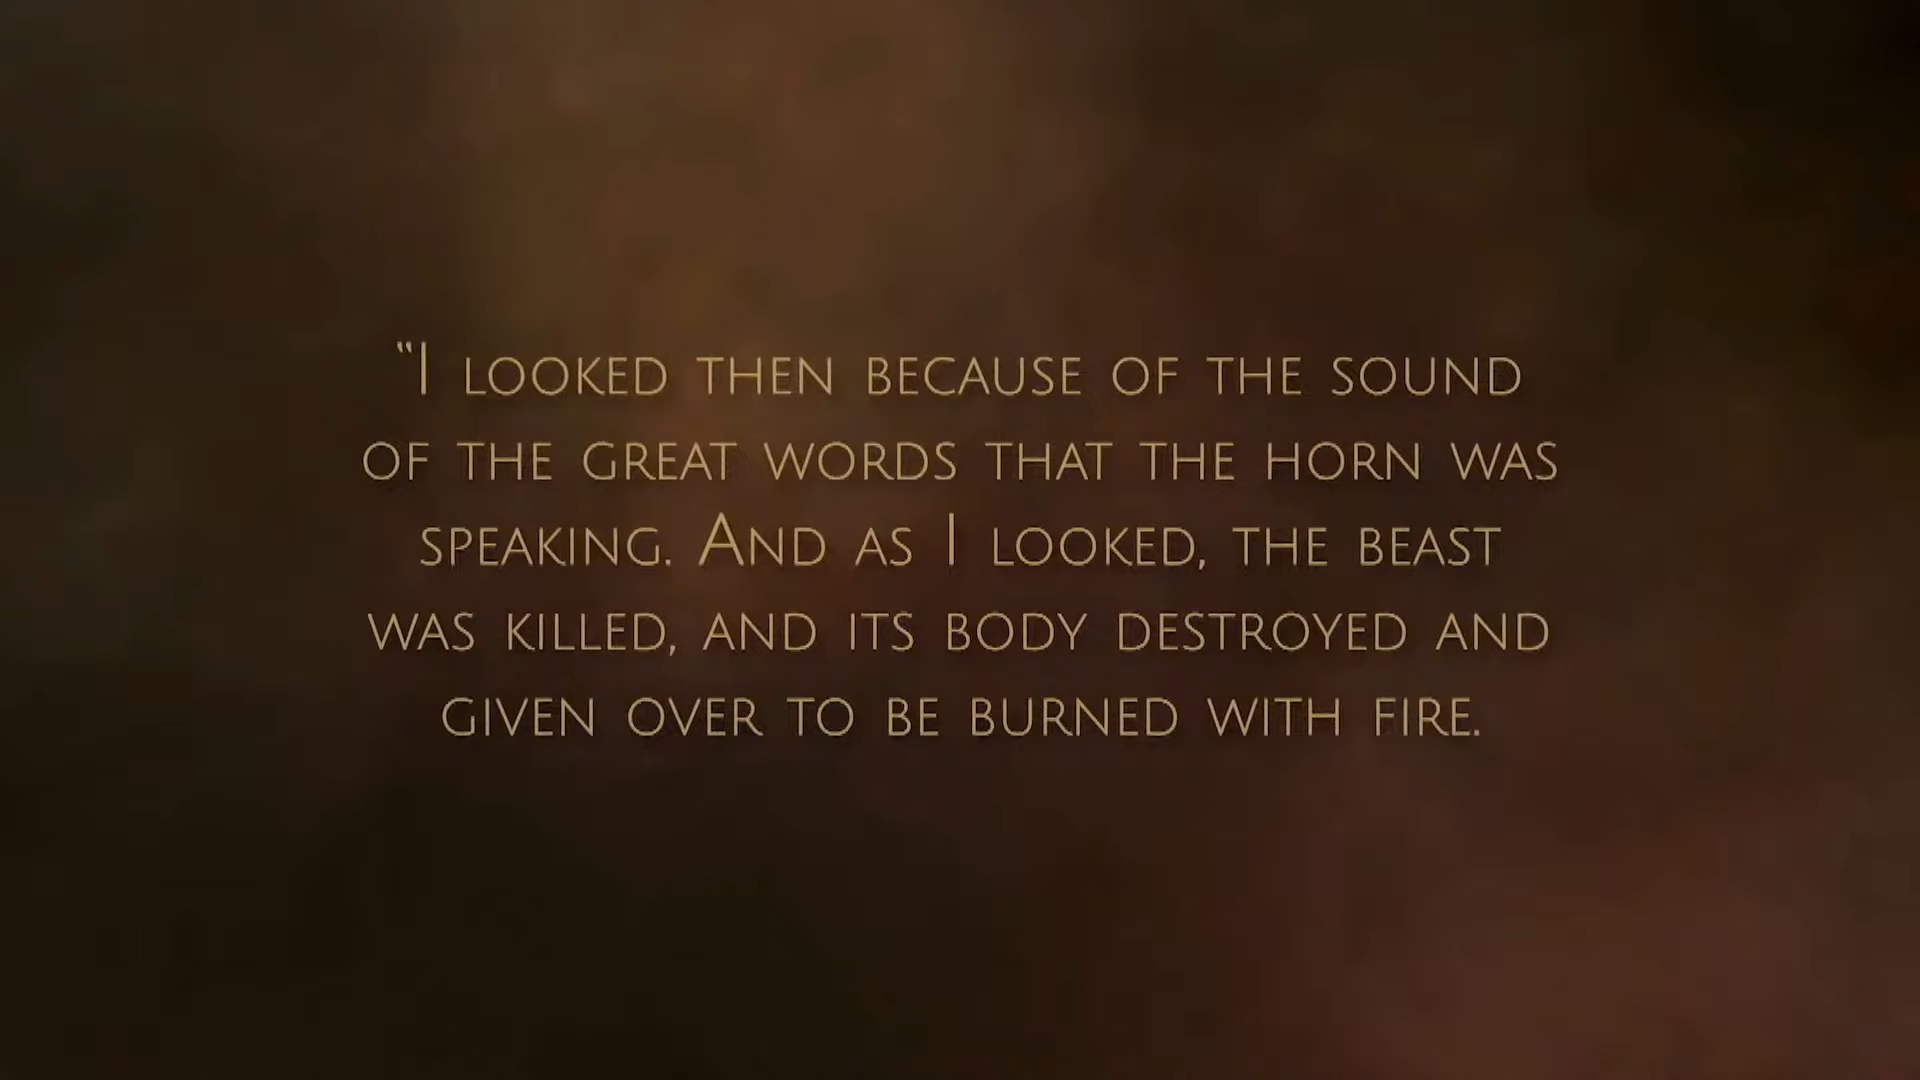 “I looked then because of the sound
of the great words that the horn was
speaking. And as I looked, the beast
was killed, and its body destroyed and
given over to be burned with fire.